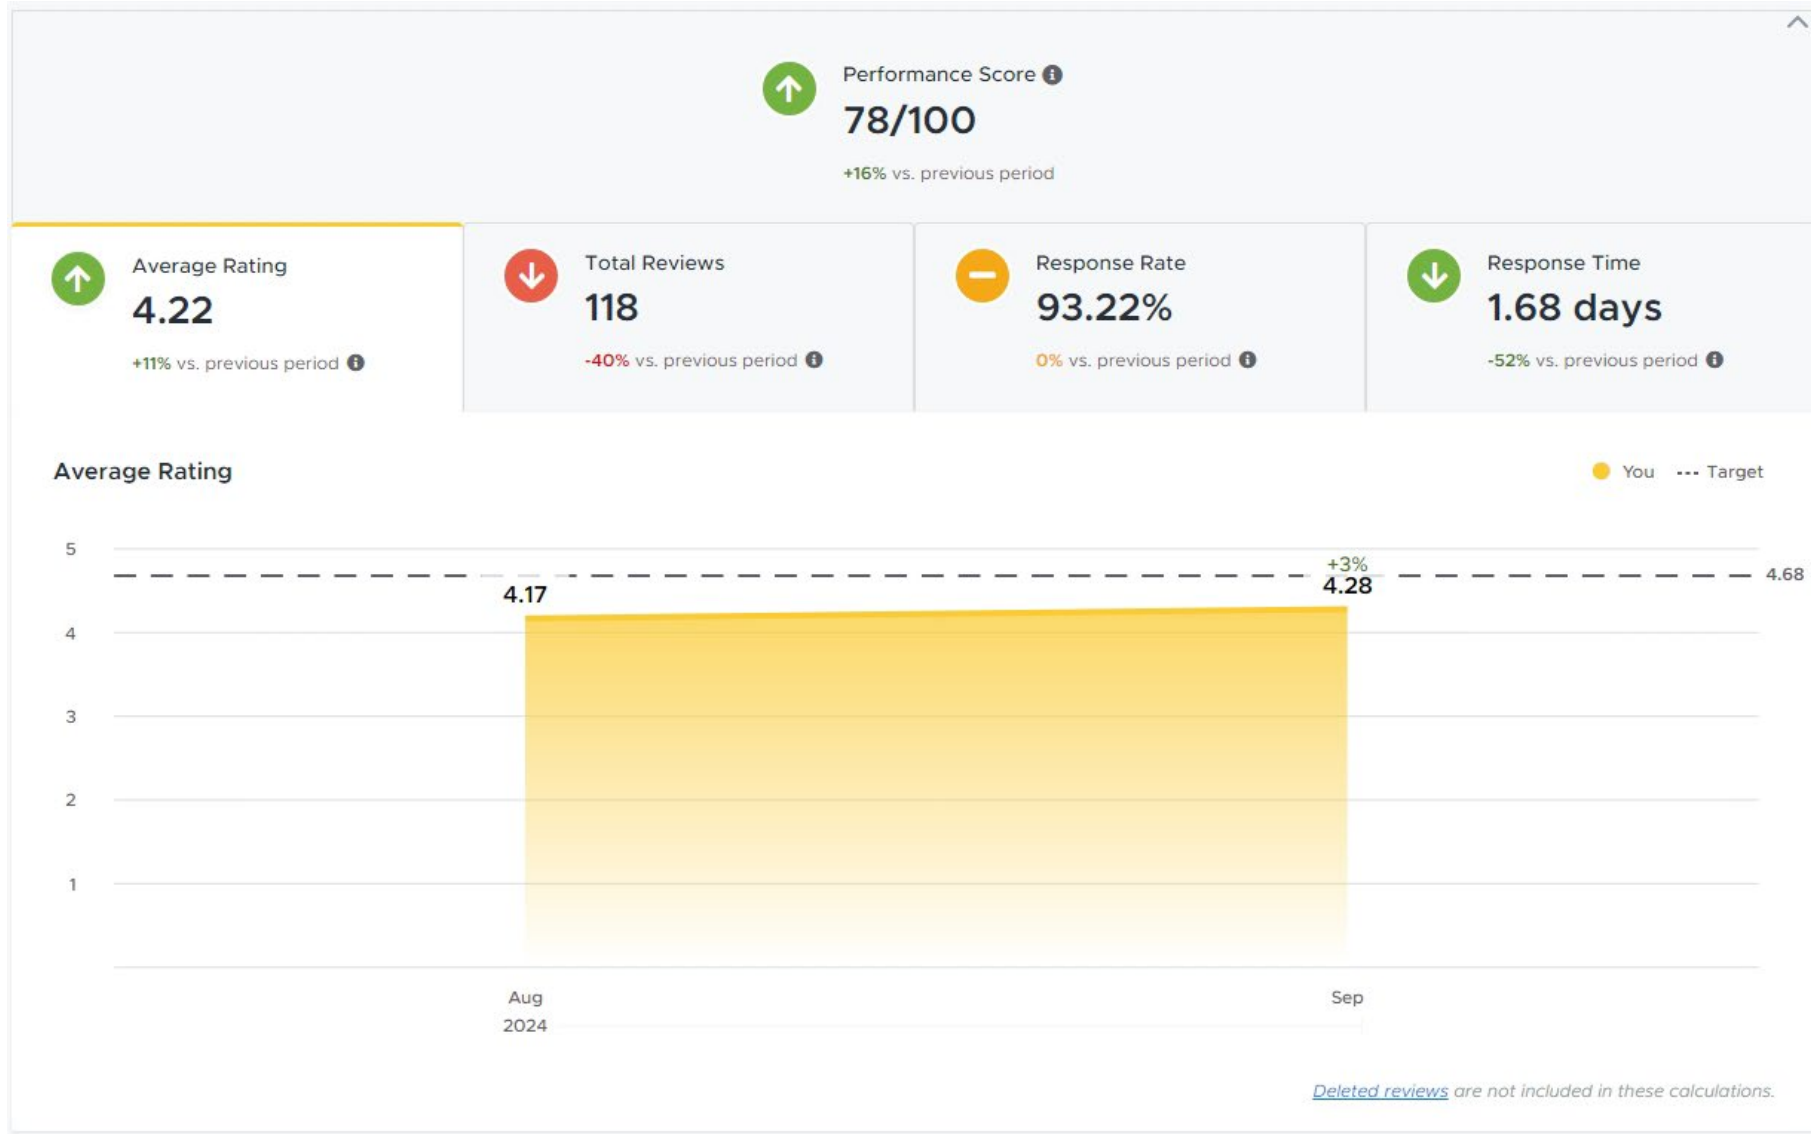 Performance Score
78/100
+16% vs. previous period
Average Rating
4.22
+11% vs. previous period
Total Reviews
118
-40% vs. previous period
Response Rate
93.22%
0% vs. previous period
Response Time
1.68 days
-52% vs. previous period
Average Rating
You --- Target
5
4
3
2
1
4.17
+3%
4.28
4.68
Aug
2024
Sep
Deleted reviews are not included in these calculations.